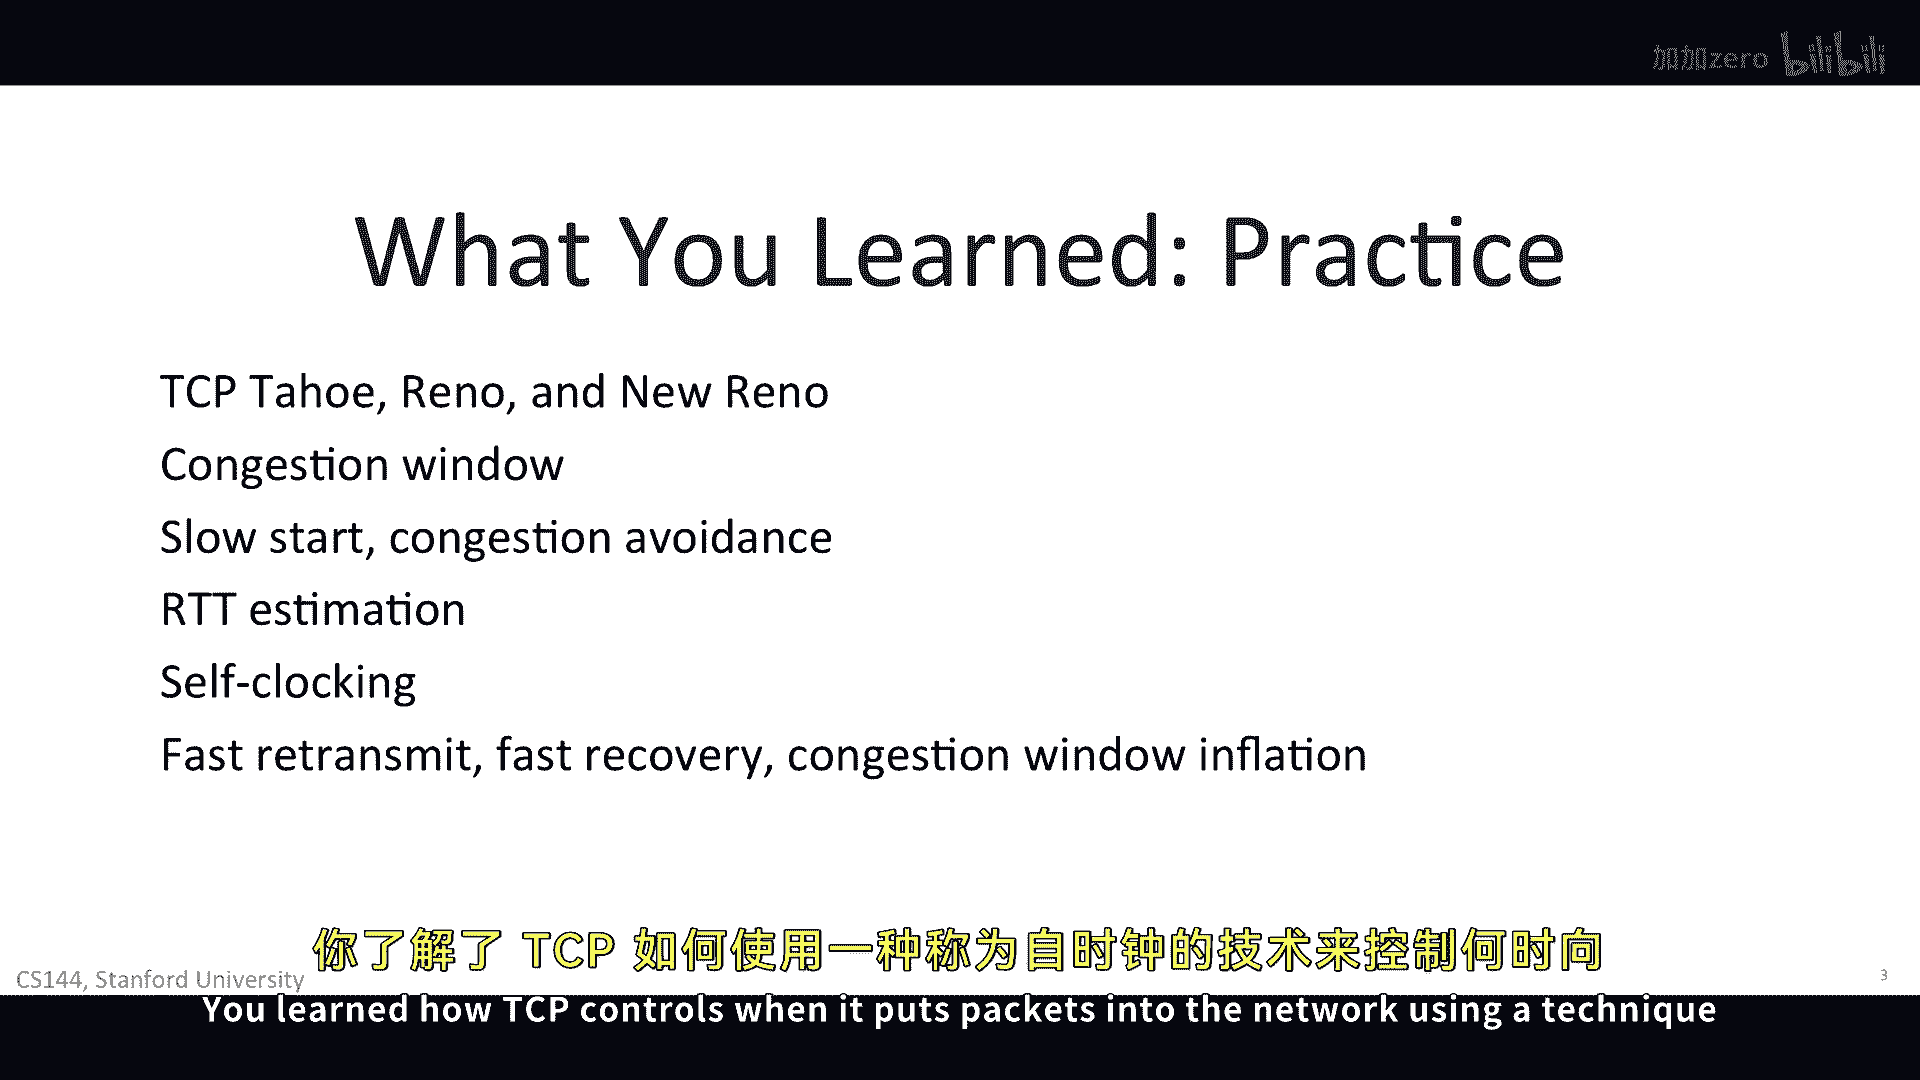 加加zero bilibili
What You Learned: Practice
TCP Tahoe, Reno, and New Reno
Congestion window
Slow start, congestion avoidance
RTT estimation
Self-clocking
Fast retransmit, fast recovery, congestion window inflation
你了解了 TCP 如何使用一种称为自时钟的技术来控制何时向
CS144, Stanford University
3
You learned how TCP controls when it puts packets into the network using a technique